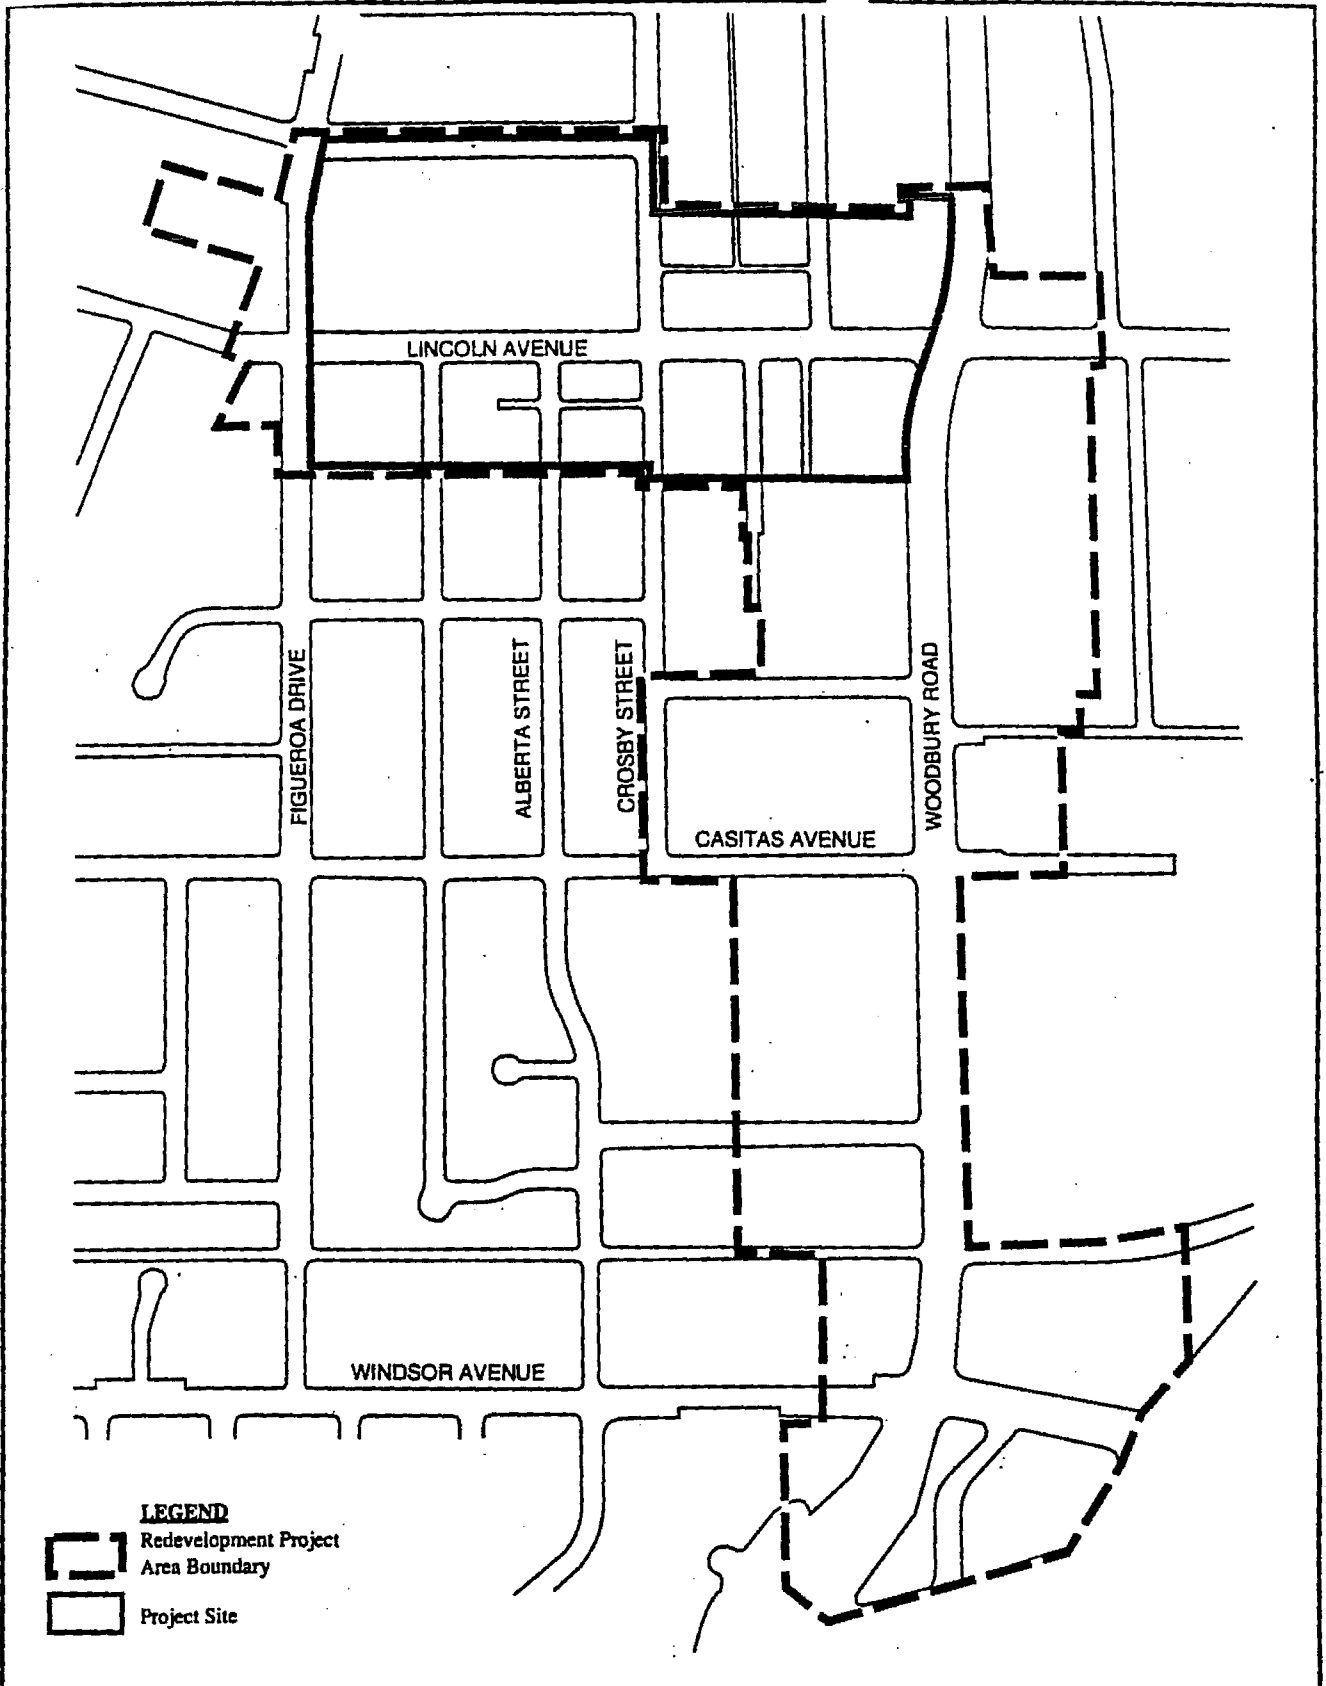 LINCOLN AVENUE
FIGUEROA DRIVE
ALBERTA STREET
CROSBY STREET
WOODBURY ROAD
CASITAS AVENUE
WINDSOR AVENUE
LEGEND
Redevelopment Project
Area Boundary
Project Site